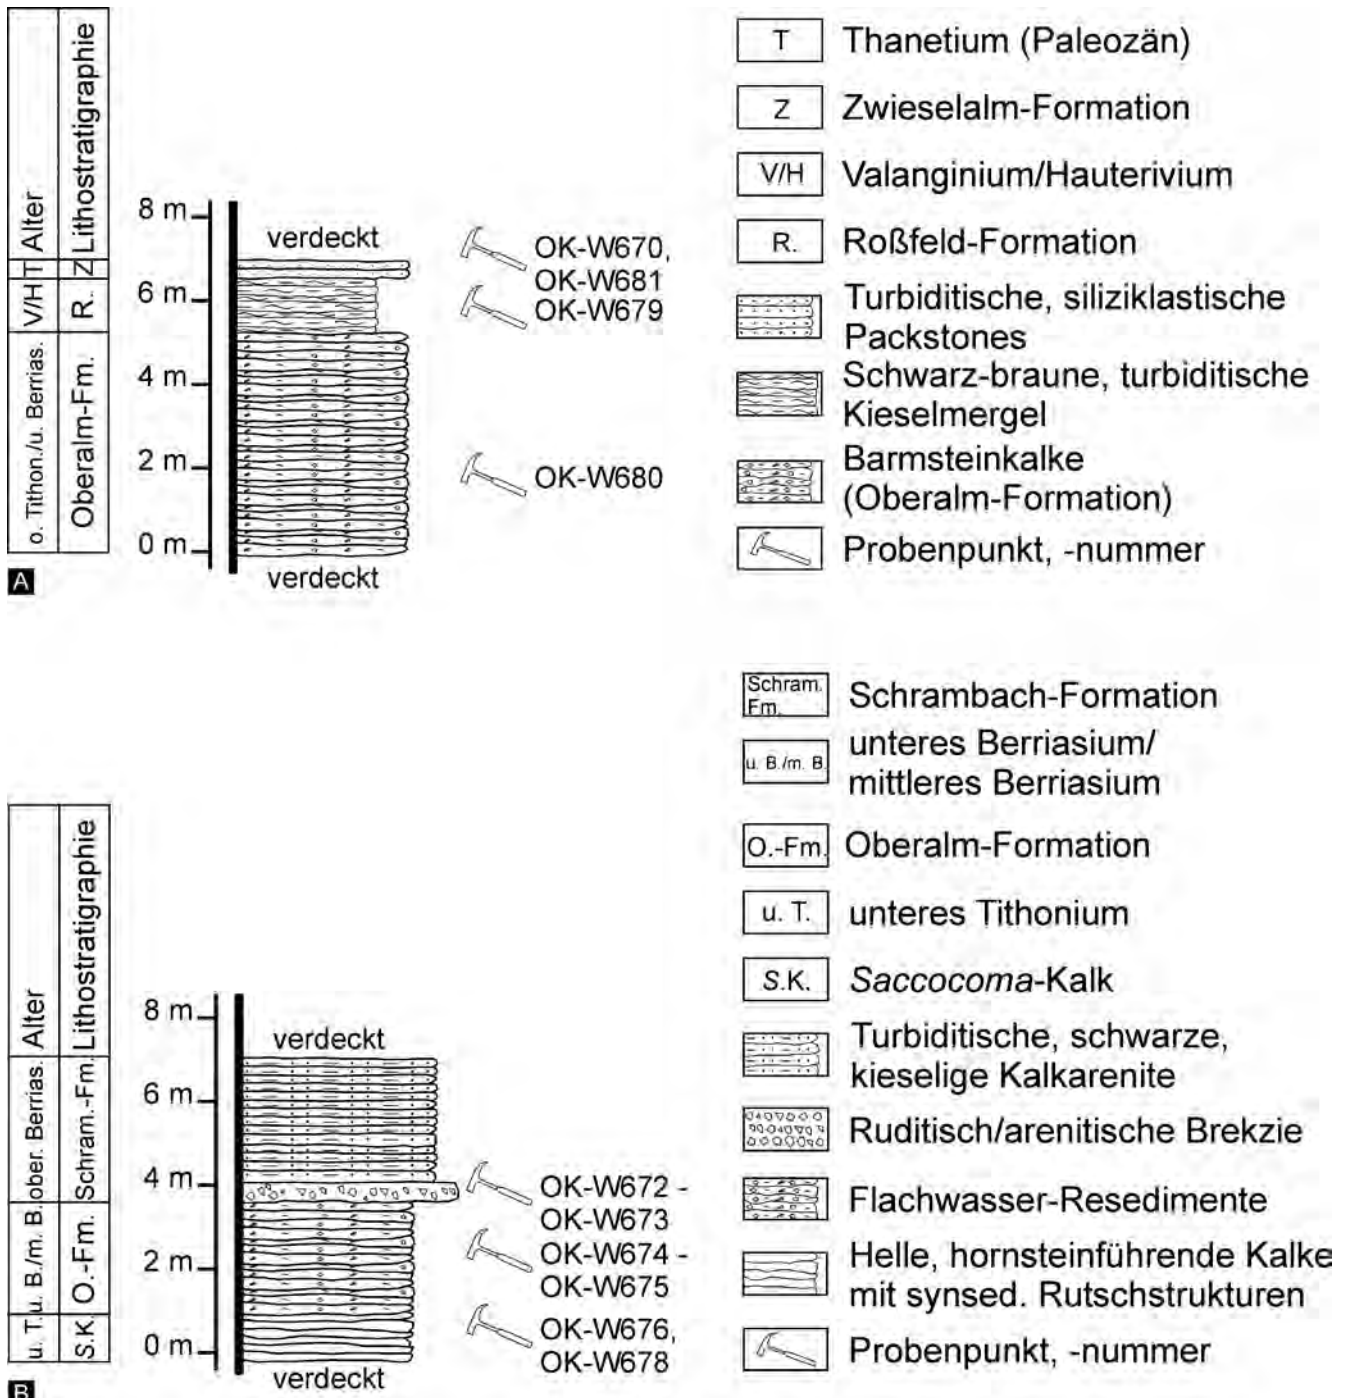 Alter
Lithostratigraphie
T
Z
V/H
R.
o. Tithon./u. Berrias.
Oberalm-Fm.
8 m
6 m
4 m
2 m
0 m
verdeckt
verdeckt
OK-W670,
OK-W681
OK-W679
OK-W680
A
T Thanetium (Paleozän)
Z Zwieselalm-Formation
V/H Valanginium/Hauterivium
R. Roßfeld-Formation
Turbiditische, siliziklastische
Packstones
Schwarz-braune, turbiditische
Kieselmergel
Barmsteinkalke
(Oberalm-Formation)
Probenpunkt, -nummer
Alter
Lithostratigraphie
ober. Berrias.
Schram.-Fm.
u. B./m. B.
O.-Fm.
u. T.
S.K.
8 m
6 m
4 m
2 m
0 m
verdeckt
verdeckt
OK-W672 -
OK-W673
OK-W674 -
OK-W675
OK-W676,
OK-W678
B
Schram.
Fm.
Schrambach-Formation
u. B./m. B.
unteres Berriasium/
mittleres Berriasium
O.-Fm. Oberalm-Formation
u. T. unteres Tithonium
S.K. Saccocoma-Kalk
Turbiditische, schwarze,
kieselige Kalkarenite
Ruditisch/arenitische Brekzie
Flachwasser-Resedimente
Helle, hornsteinführende Kalke
mit synsed. Rutschstrukturen
Probenpunkt, -nummer